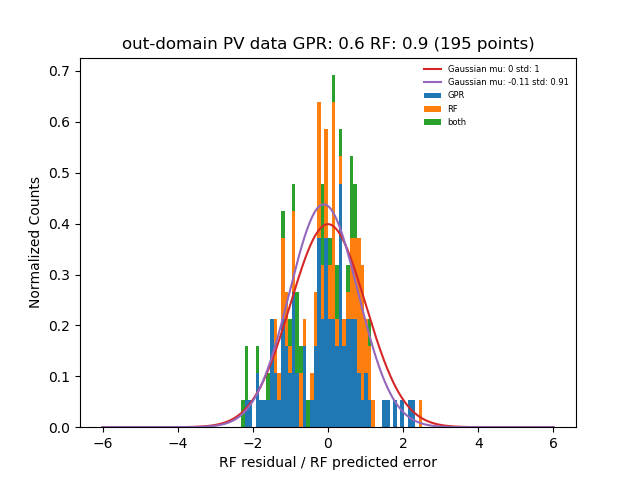 out-domain PV data GPR: 0.6 RF: 0.9 (195 points)
Gaussian mu: 0 std: 1
Gaussian mu: -0.11 std: 0.91
GPR
RF
both
Normalized Counts
0.7
0.6
0.5
0.4
0.3
0.2
0.1
0.0
−6 −4 −2 0 2 4 6
RF residual / RF predicted error